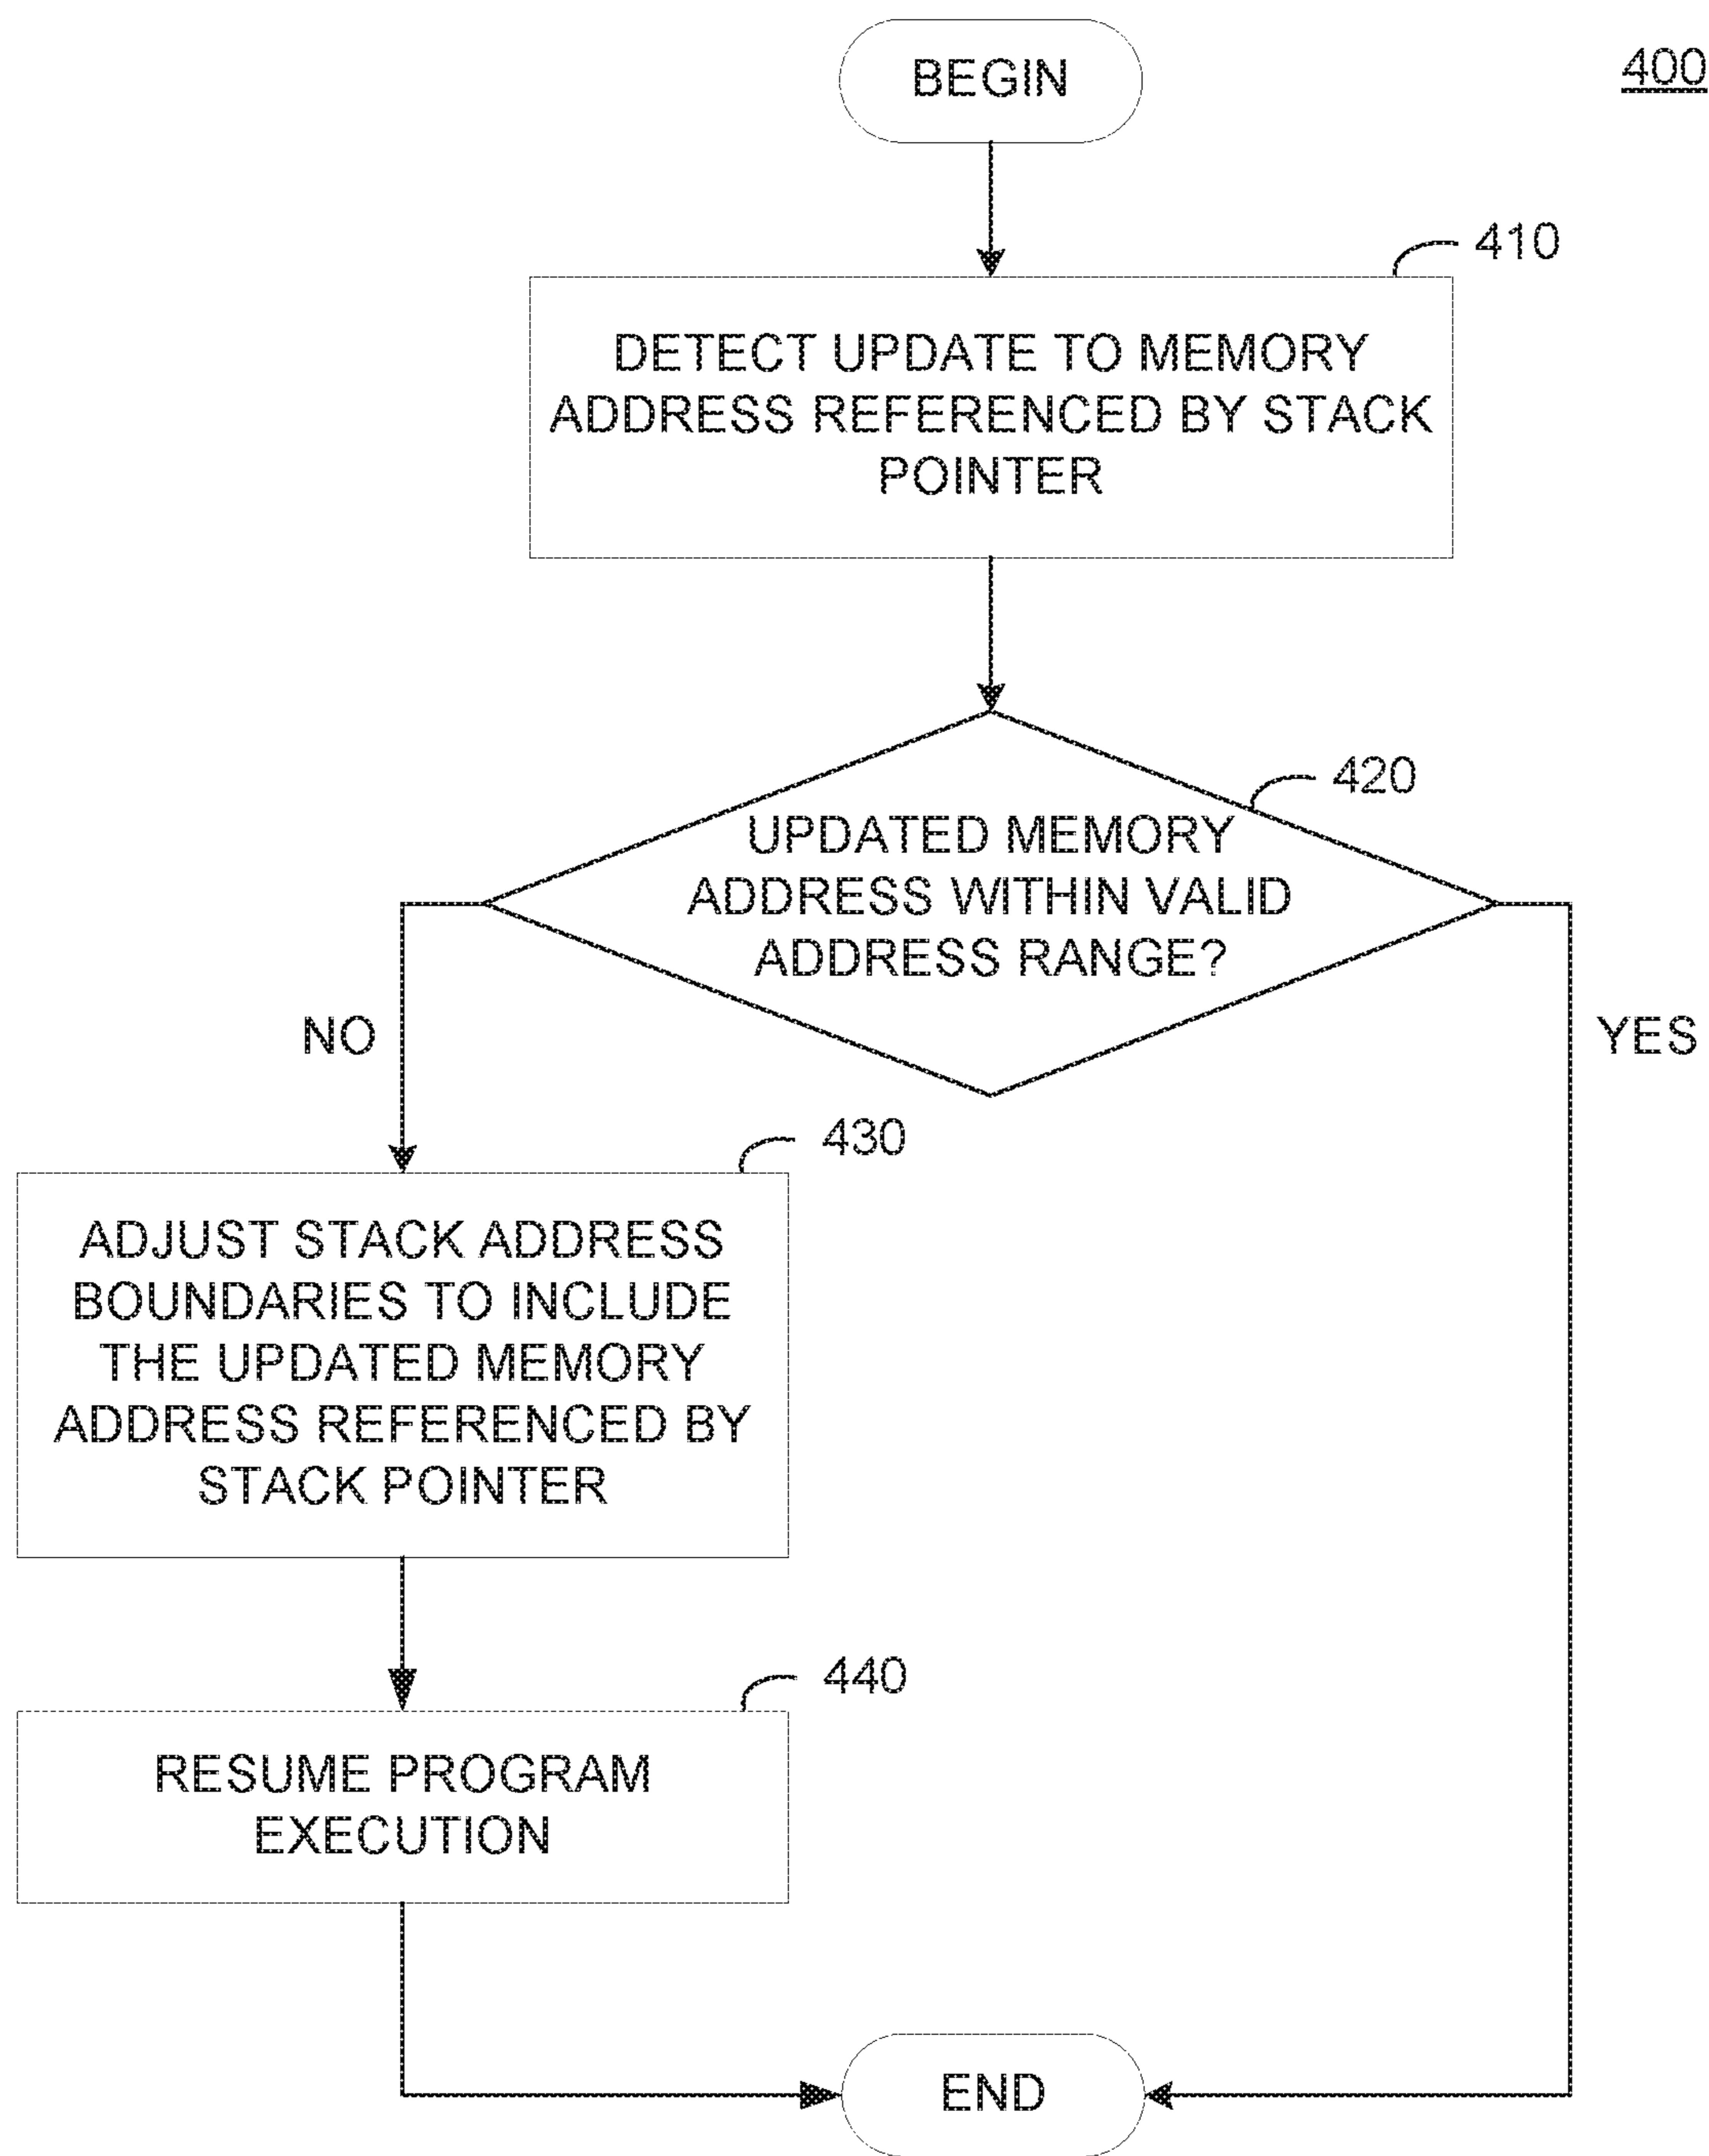 BEGIN
400
410
DETECT UPDATE TO MEMORY
ADDRESS REFERENCED BY STACK
POINTER
420
UPDATED MEMORY
ADDRESS WITHIN VALID
ADDRESS RANGE?
NO
YES
430
ADJUST STACK ADDRESS
BOUNDARIES TO INCLUDE
THE UPDATED MEMORY
ADDRESS REFERENCED BY
STACK POINTER
440
RESUME PROGRAM
EXECUTION
END